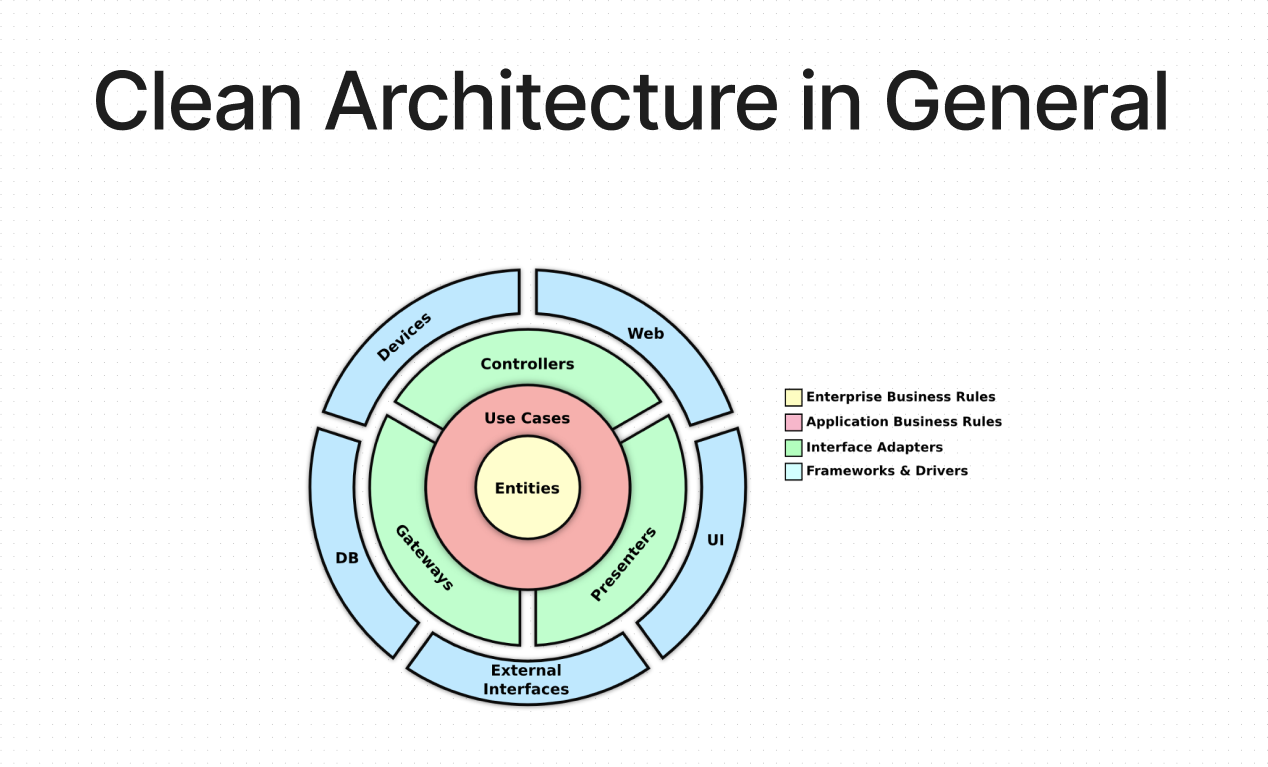 Clean Architecture in General
Devices
Web
Controllers
Use Cases
Entities
Gateways
Presenters
DB
UI
External
Interfaces
Enterprise Business Rules
Application Business Rules
Interface Adapters
Frameworks & Drivers